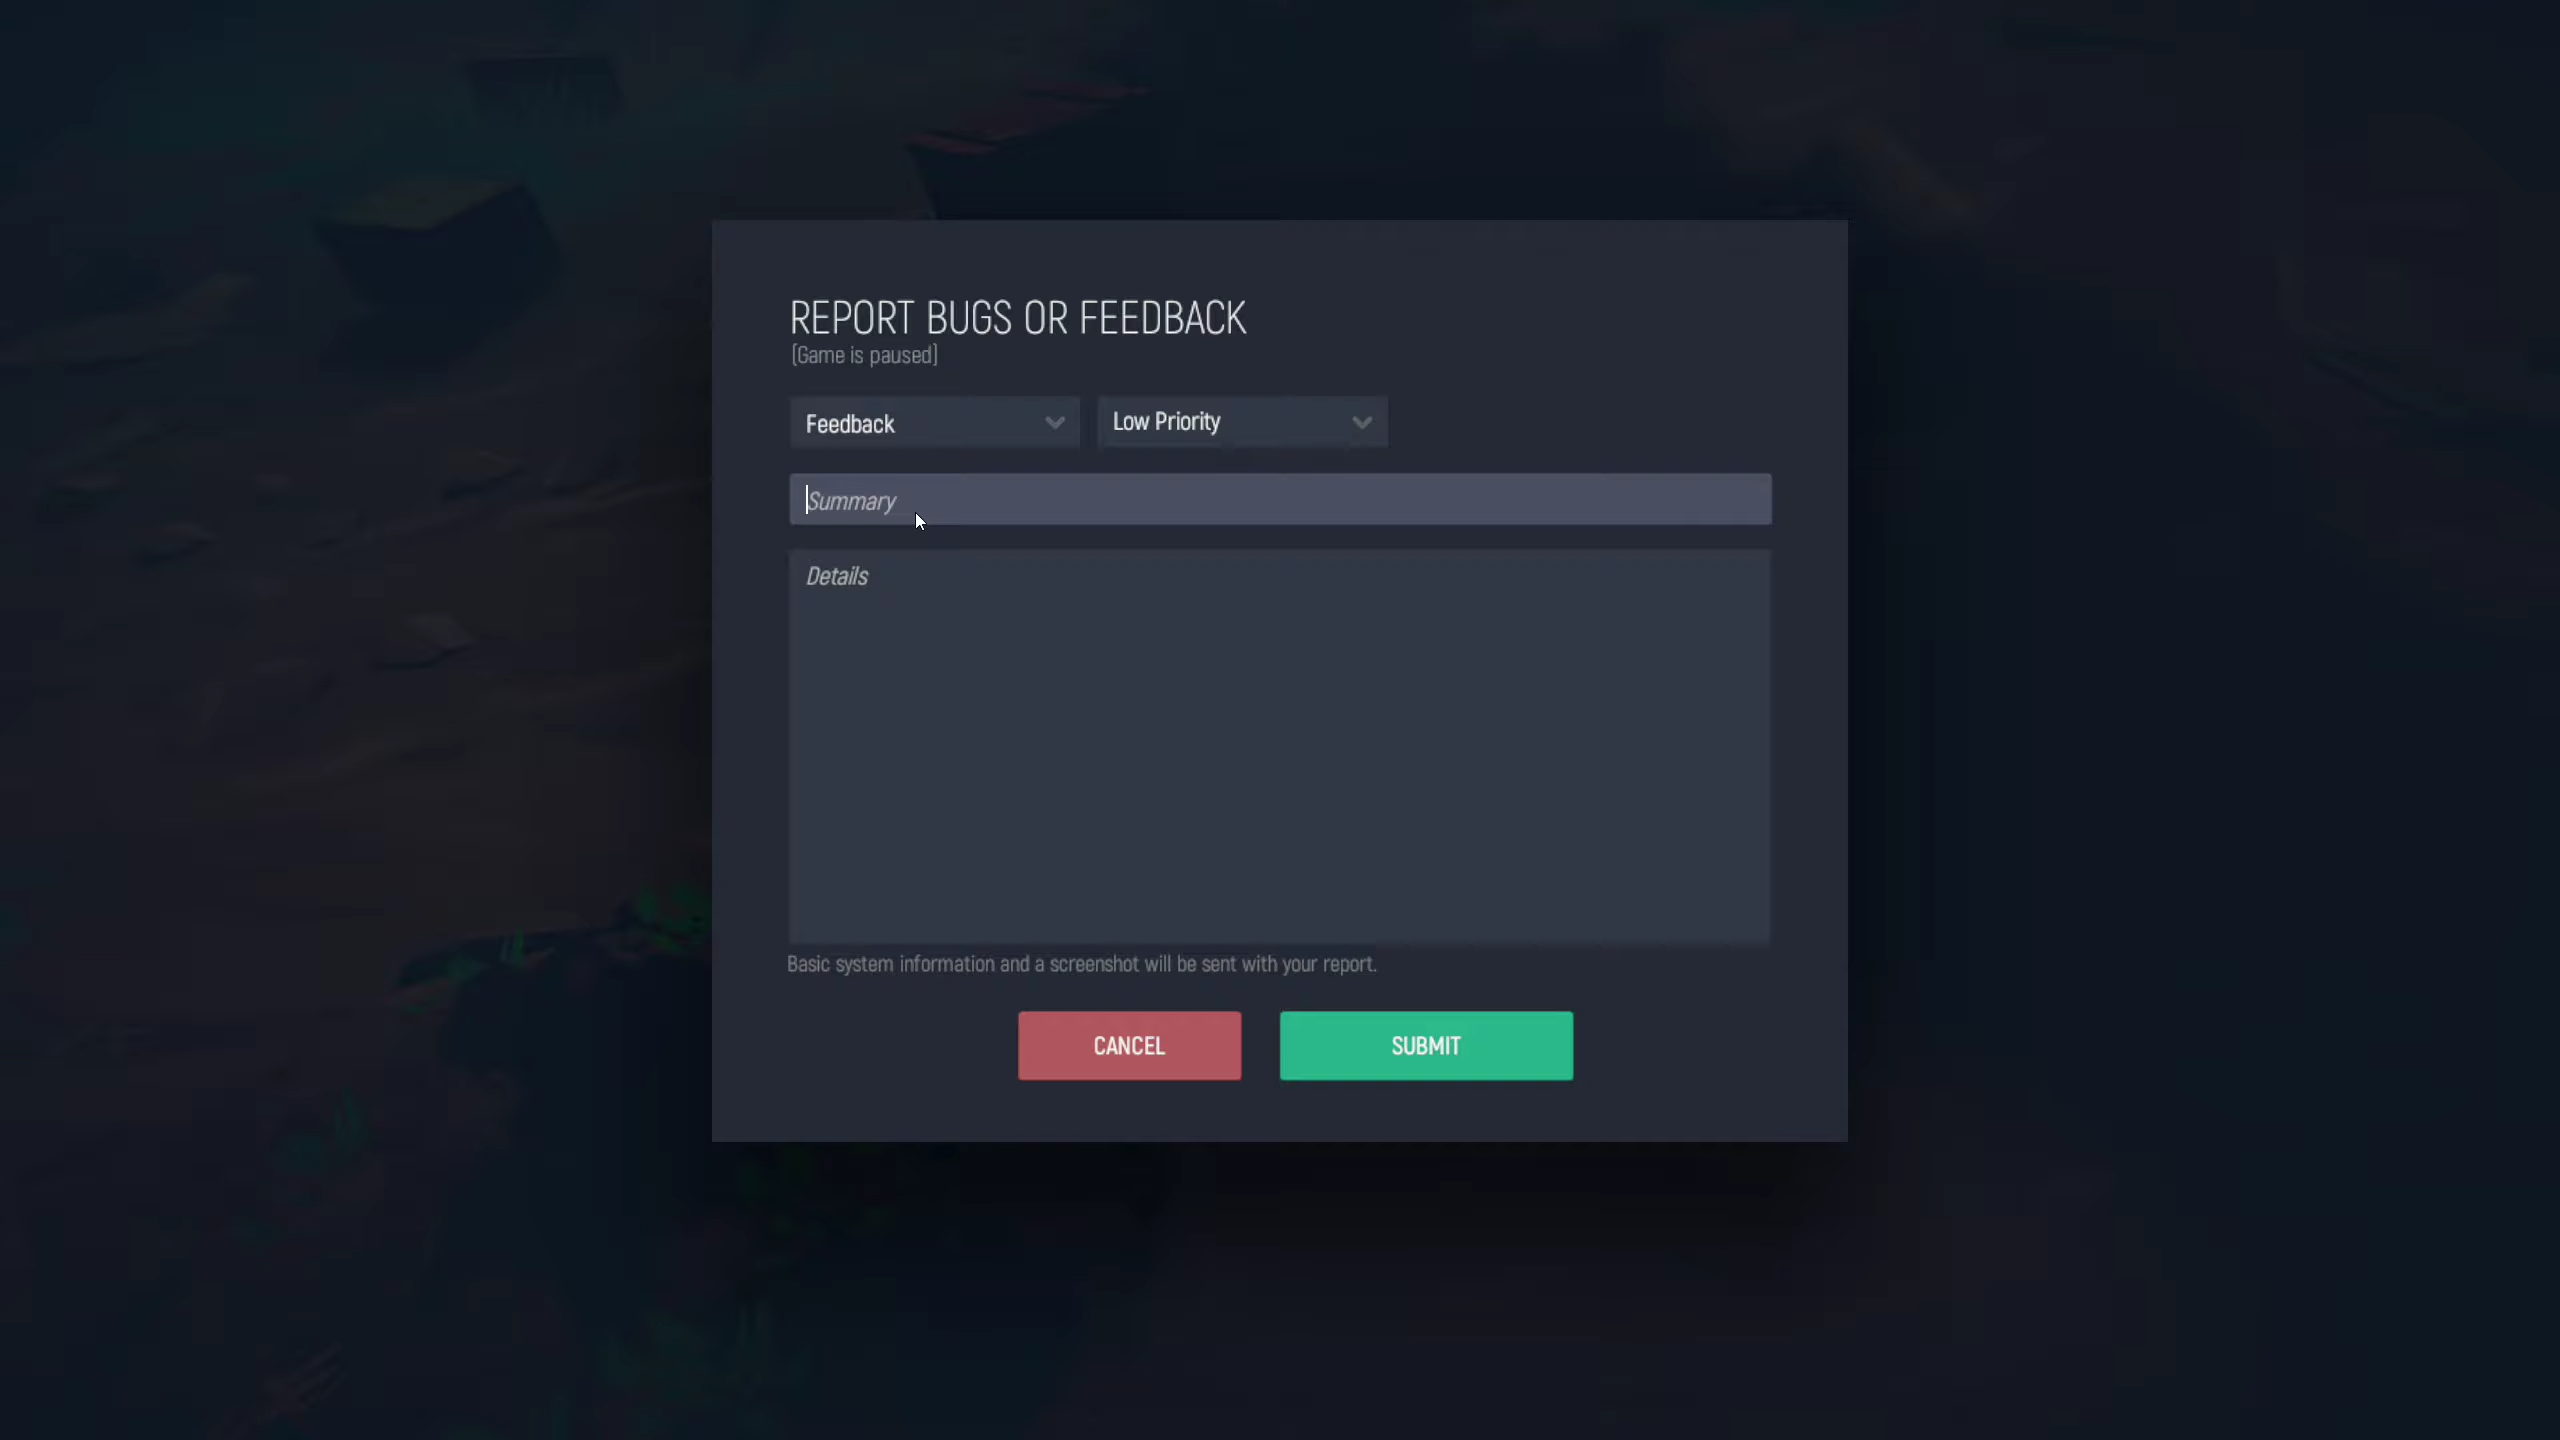 REPORT BUGS OR FEEDBACK
[Game is paused]
Feedback
Low Priority
Summary
Details
Basic system information and a screenshot will be sent with your report.
CANCEL
SUBMIT